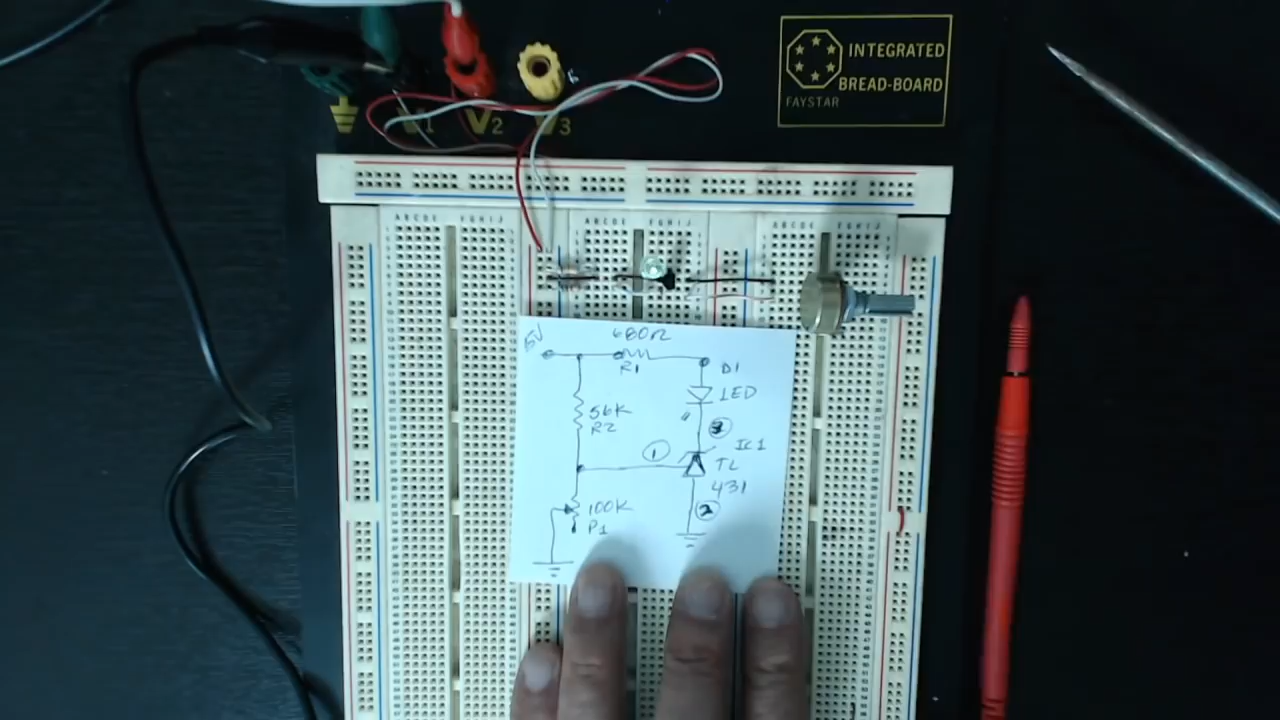 INTEGRATED
BREAD-BOARD
FAYSTAR
V1 V2 V3
A B C D E F G H I J
A B C D E F G H I J
A B C D E F G H I J
5V
680Ω
R1
D1
LED
56K
R2
3
1
IC1
TL
431
100K
P1
2